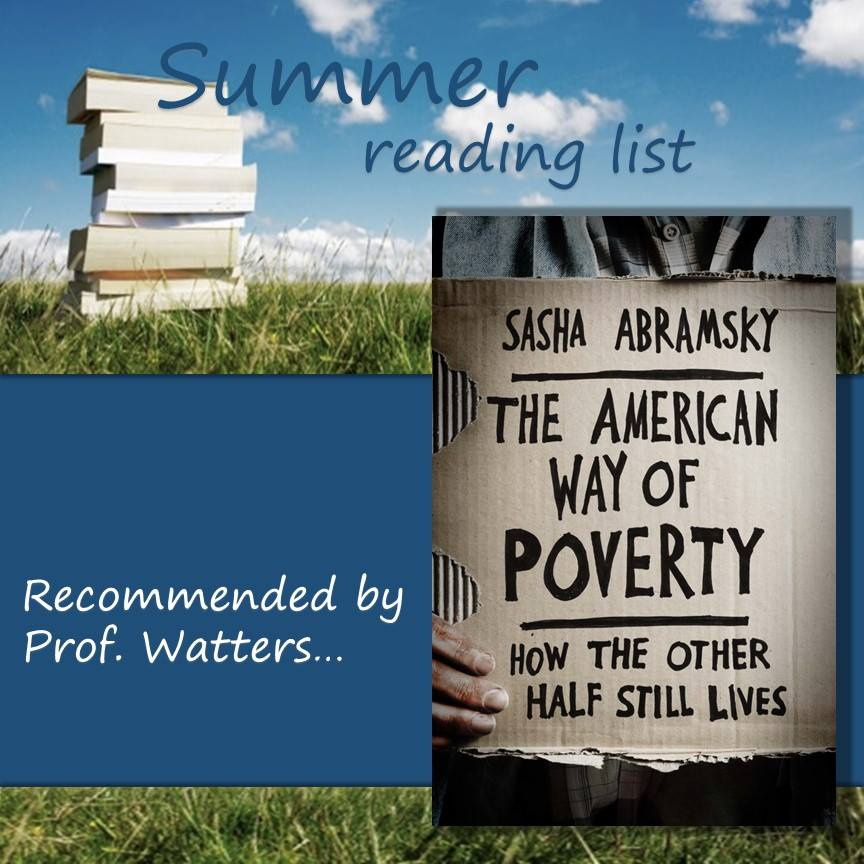 Summer
reading list
SASHA ABRAMSKY
THE AMERICAN
WAY OF
POVERTY
HOW THE OTHER
HALF STILL LIVES
Recommended by
Prof. Watters...